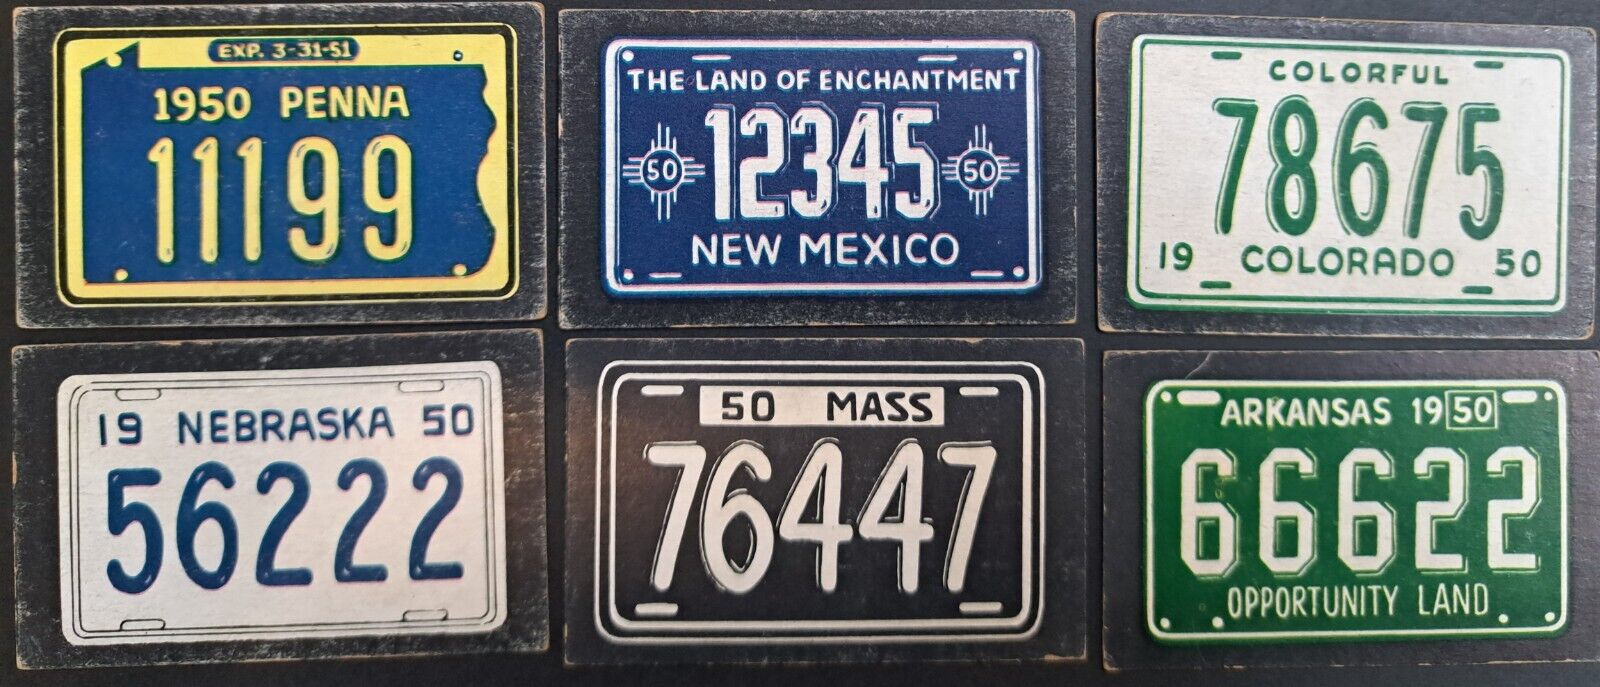 EXP. 3-31-51
1950 PENNA
11199
THE LAND OF ENCHANTMENT
12345
50 50
NEW MEXICO
COLORFUL
78675
19 COLORADO 50
19 NEBRASKA 50
56222
50 MASS
76447
ARKANSAS 19 50
66622
OPPORTUNITY LAND